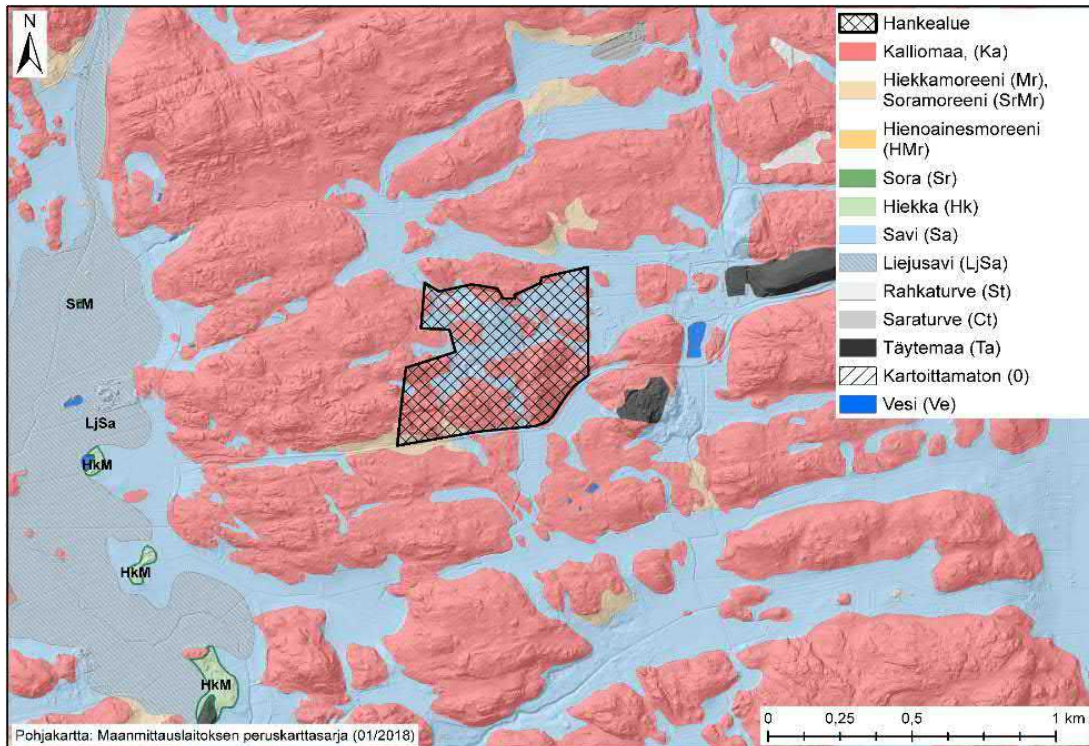 N
Hankealue
Kalliomaa, (Ka)
Hiekkamoreeni (Mr),
Soramoreeni (SrMr)
Hienoainesmoreeni
(HMr)
Sora (Sr)
Hiekka (Hk)
Savi (Sa)
Liejusavi (LjSa)
Rahkaturve (St)
Saraturve (Ct)
Täytemaa (Ta)
Kartoittamaton (0)
Vesi (Ve)
LjSa
HkM
HkM
HkM
Pohjakartta: Maanmittauslaitoksen peruskarttasarja (01/2018)
0 0,25 0,5 1 km